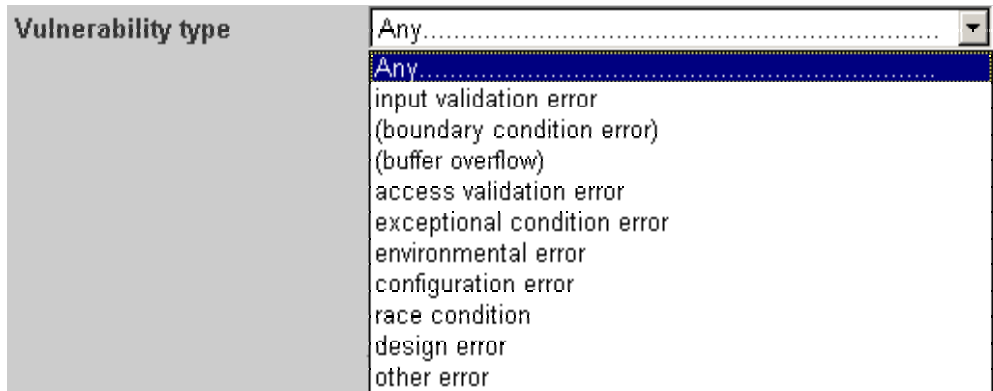 Vulnerability type
Any..................................................................
Any..................................................................
input validation error
(boundary condition error)
(buffer overflow)
access validation error
exceptional condition error
environmental error
configuration error
race condition
design error
other error